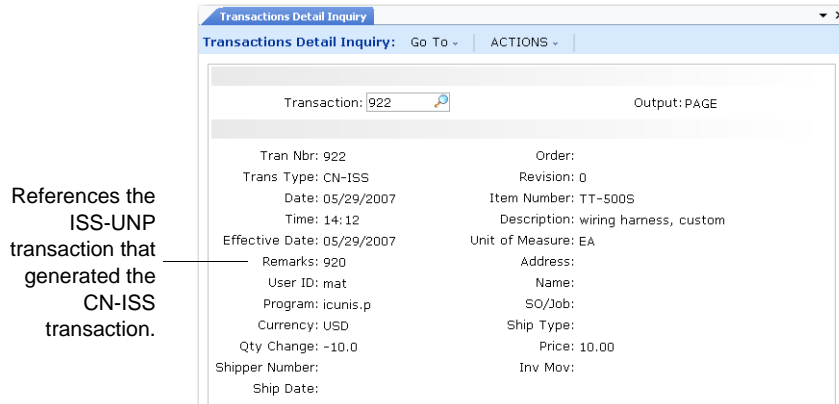 Transactions Detail Inquiry
Transactions Detail Inquiry: Go To ACTIONS
Transaction: 922 Output: PAGE
Tran Nbr: 922 Order:
Trans Type: CN-ISS Revision: 0
Date: 05/29/2007 Item Number: TT-500S
Time: 14:12 Description: wiring harness, custom
Effective Date: 05/29/2007 Unit of Measure: EA
Remarks: 920 Address:
User ID: mat Name:
Program: icunis.p SO/Job:
Currency: USD Ship Type:
Qty Change: -10.0 Price: 10.00
Shipper Number: Inv Mov:
Ship Date:
References the
ISS-UNP
transaction that
generated the
CN-ISS
transaction.